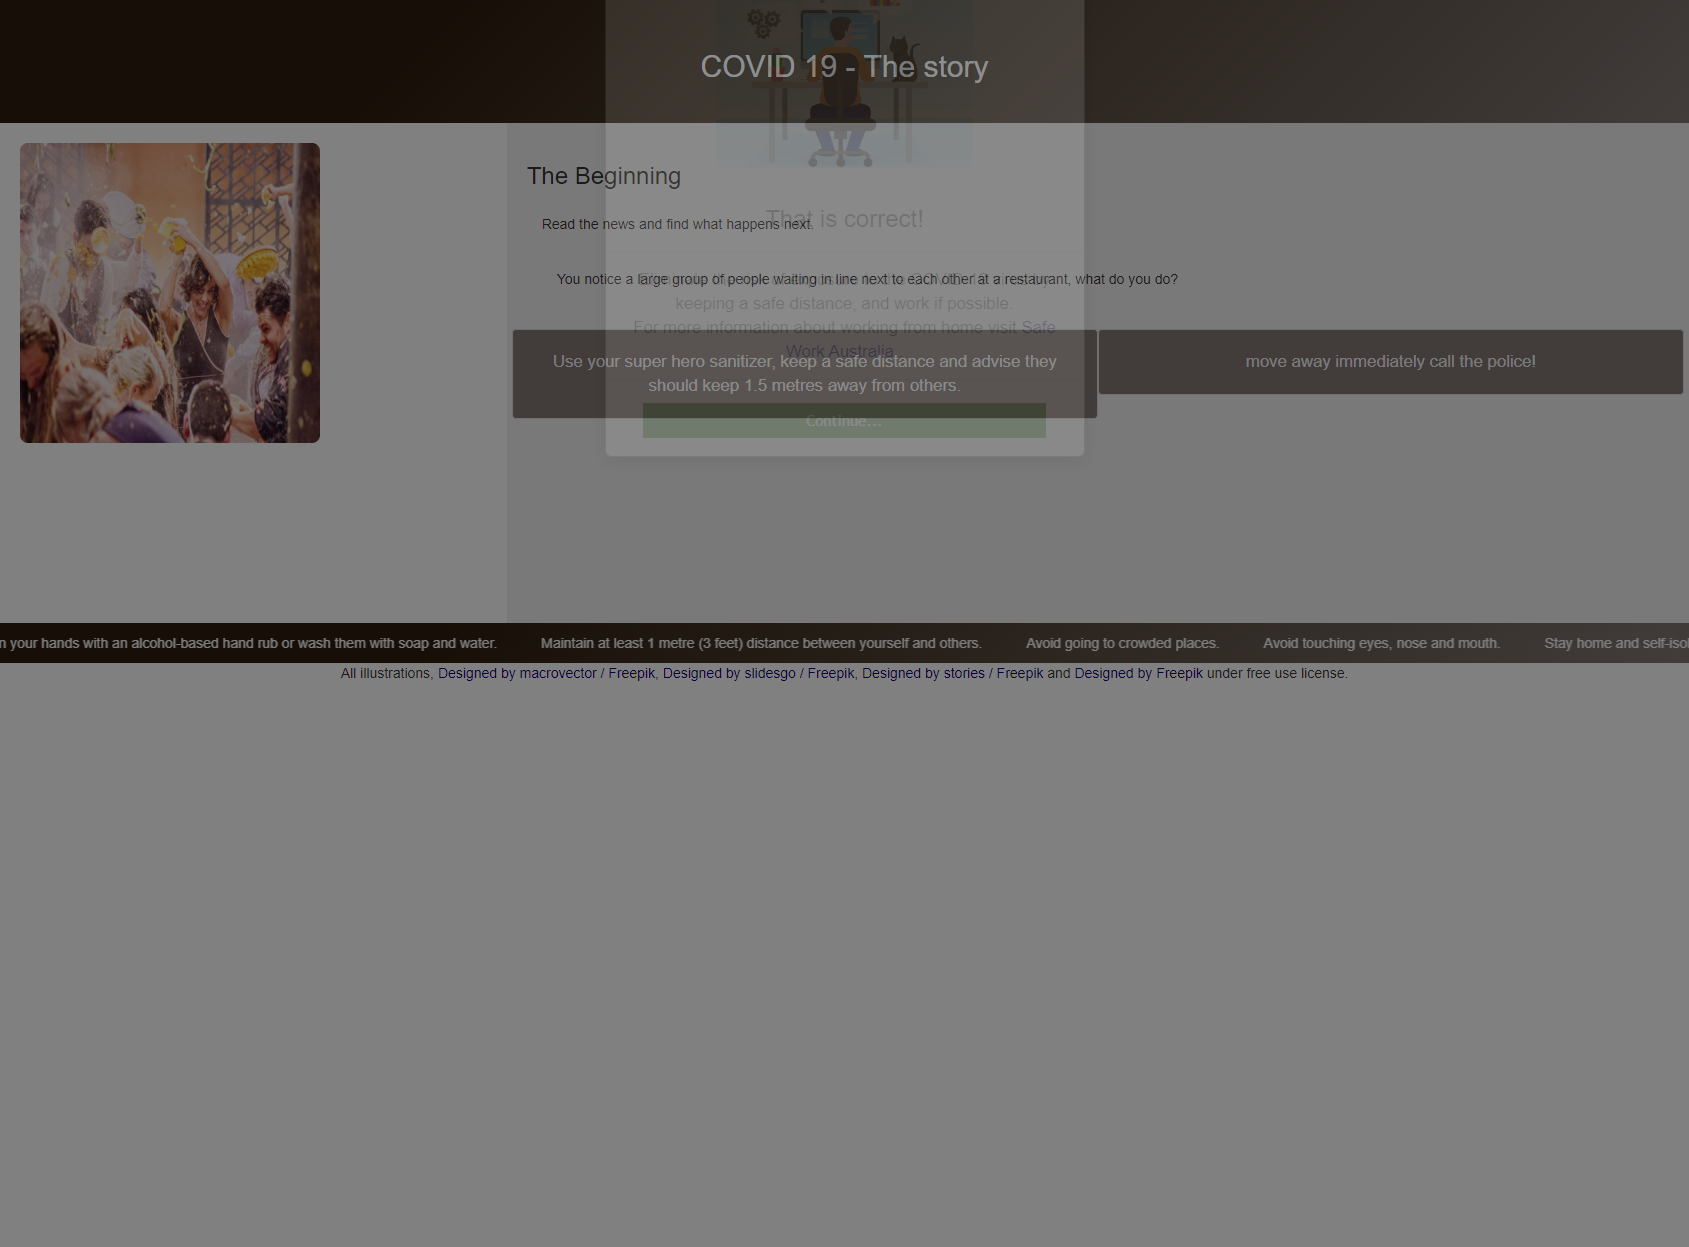 COVID 19 - The story
The Beginning
That is correct!
Read the news and find what happens next.
You notice a large group of people waiting in line next to each other at a restaurant, what do you do?
keeping a safe distance, and work if possible.
For more information about working from home visit Safe
Work Australia.
Use your super hero sanitizer, keep a safe distance and advise they
should keep 1.5 metres away from others.
move away immediately call the police!
Continue...
n your hands with an alcohol-based hand rub or wash them with soap and water. Maintain at least 1 metre (3 feet) distance between yourself and others. Avoid going to crowded places. Avoid touching eyes, nose and mouth. Stay home and self-isol
All illustrations, Designed by macrovector / Freepik, Designed by slidesgo / Freepik, Designed by stories / Freepik and Designed by Freepik under free use license.